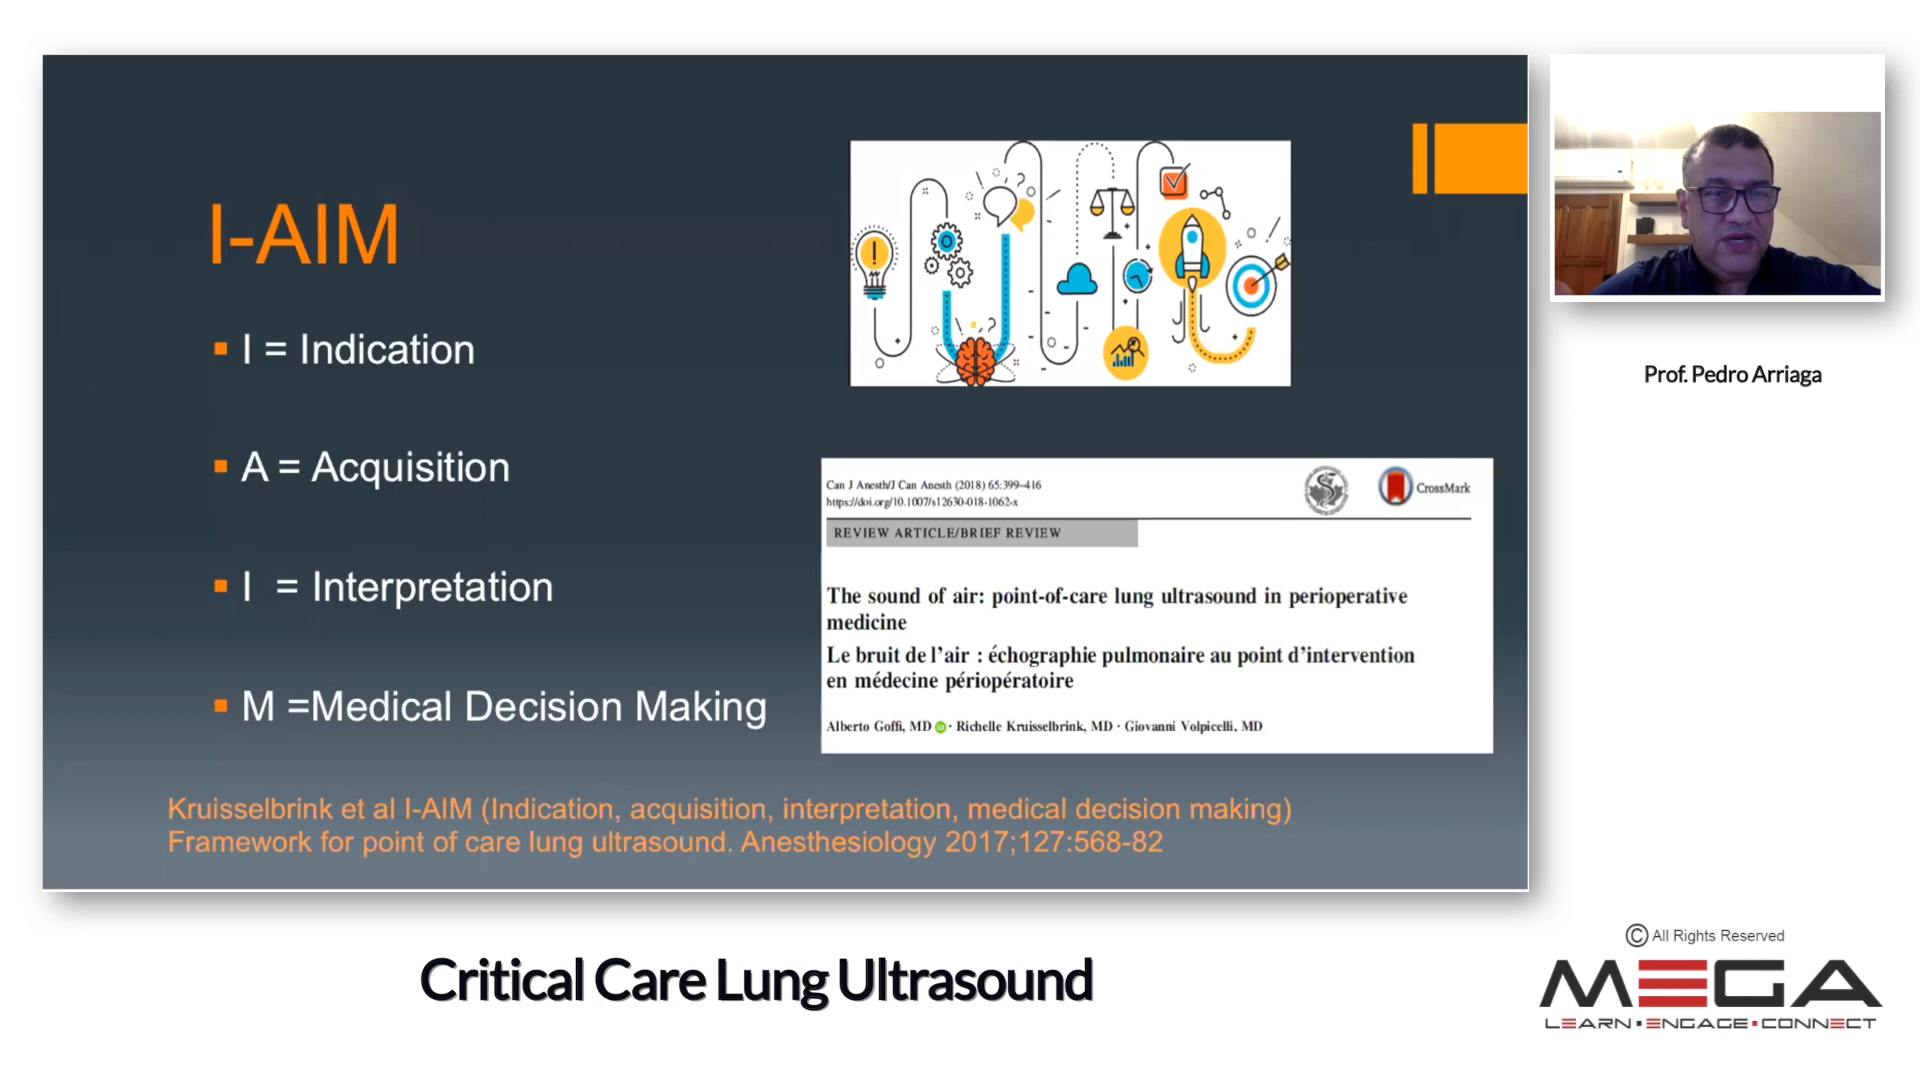 I-AIM
I = Indication
A = Acquisition
I = Interpretation
M =Medical Decision Making
Can J Anesth/J Can Anesth (2018) 65:399–416
https://doi.org/10.1007/s12630-018-1062-x
CrossMark
REVIEW ARTICLE/BRIEF REVIEW
The sound of air: point-of-care lung ultrasound in perioperative
medicine
Le bruit de l’air : échographie pulmonaire au point d’intervention
en médecine périopératoire
Alberto Goffi, MD iD · Richelle Kruisselbrink, MD · Giovanni Volpicelli, MD
Kruisselbrink et al I-AIM (Indication, acquisition, interpretation, medical decision making)
Framework for point of care lung ultrasound. Anesthesiology 2017;127:568-82
Prof. Pedro Arriaga
Critical Care Lung Ultrasound
© All Rights Reserved
MEGA
LEARN▪ENGAGE▪CONNECT